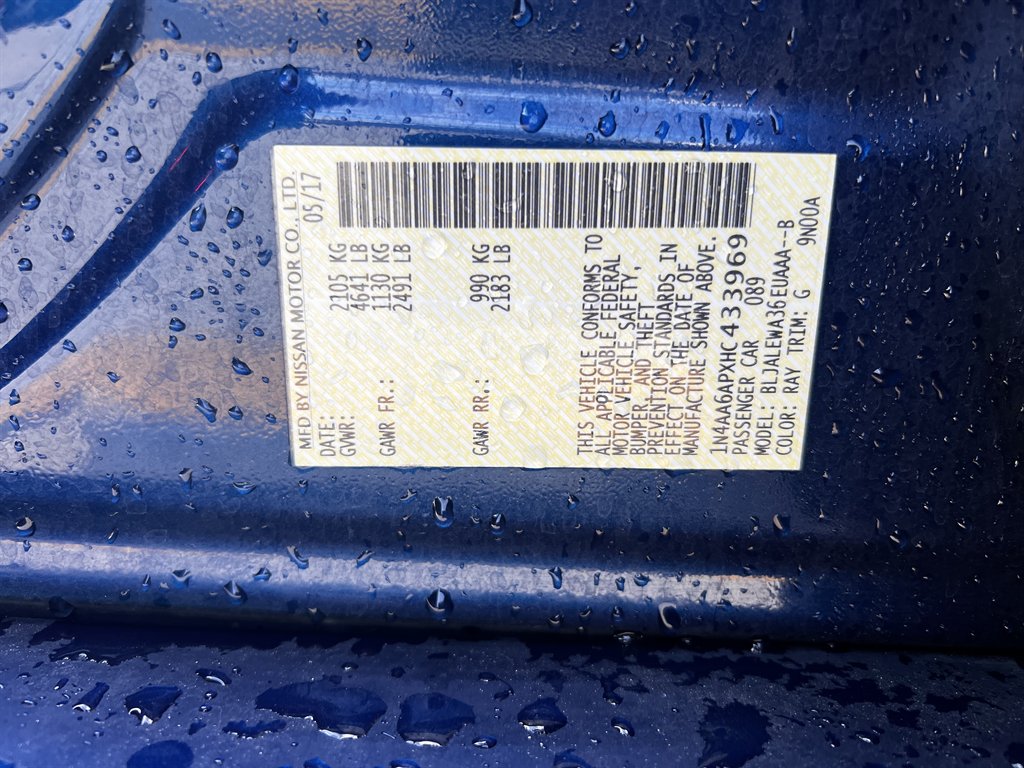 MFD BY NISSAN MOTOR CO., LTD.
DATE: 05/17
GVWR: 2105 KG
4641 LB
GAWR FR.: 1130 KG
2491 LB
GAWR RR.: 990 KG
2183 LB
THIS VEHICLE CONFORMS TO
ALL APPLICABLE FEDERAL
MOTOR VEHICLE SAFETY,
BUMPER, AND THEFT
PREVENTION STANDARDS IN
EFFECT ON THE DATE OF
MANUFACTURE SHOWN ABOVE.
1N4AA6APXHC433969
PASSENGER CAR 089
MODEL: BLJALEWA36EUAAA--B
COLOR: RAY TRIM: G 9N00A